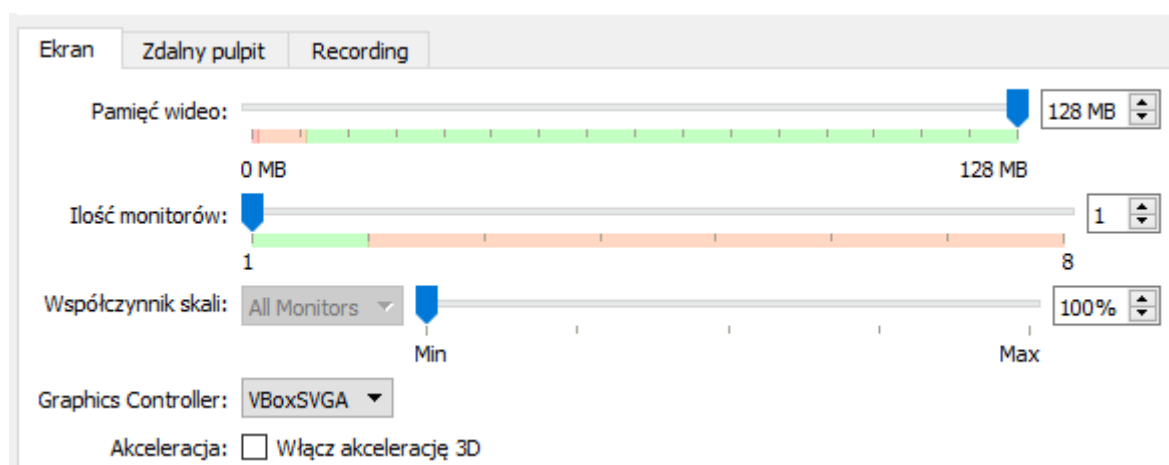 Ekran Zdalny pulpit Recording
Pamięć wideo: 128 MB
0 MB 128 MB
Ilość monitorów: 1
1 8
Współczynnik skali: All Monitors 100%
Min Max
Graphics Controller: VBoxSVGA
Akceleracja: Włącz akcelerację 3D